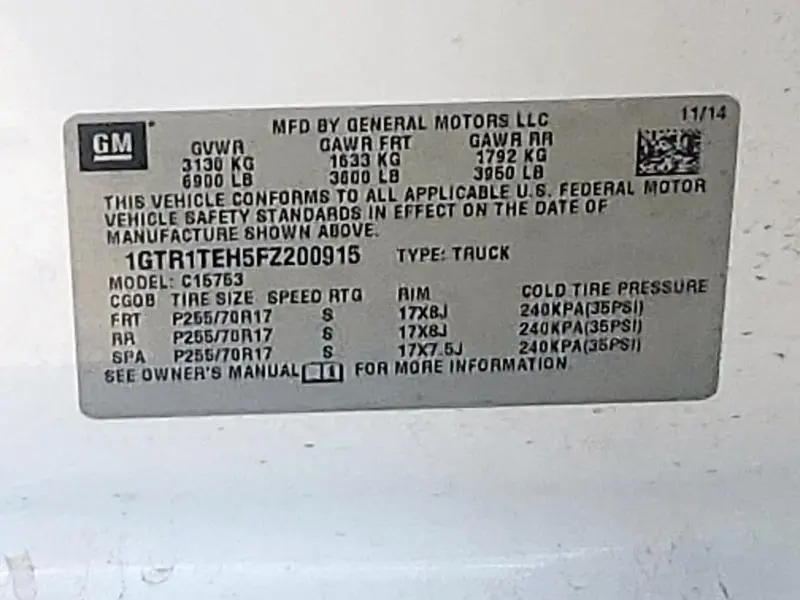 GM
MFD BY GENERAL MOTORS LLC 11/14
GVWR GAWR FRT GAWR RR
3130 KG 1633 KG 1792 KG
6900 LB 3600 LB 3950 LB
THIS VEHICLE CONFORMS TO ALL APPLICABLE U.S. FEDERAL MOTOR
VEHICLE SAFETY STANDARDS IN EFFECT ON THE DATE OF
MANUFACTURE SHOWN ABOVE.
1GTR1TEH5FZ200915 TYPE: TRUCK
MODEL: C15753
CGOB TIRE SIZE SPEED RTG RIM COLD TIRE PRESSURE
FRT P255/70R17 S 17X8J 240KPA(35PSI)
RR P255/70R17 S 17X8J 240KPA(35PSI)
SPA P255/70R17 S 17X7.5J 240KPA(35PSI)
SEE OWNER'S MANUAL FOR MORE INFORMATION